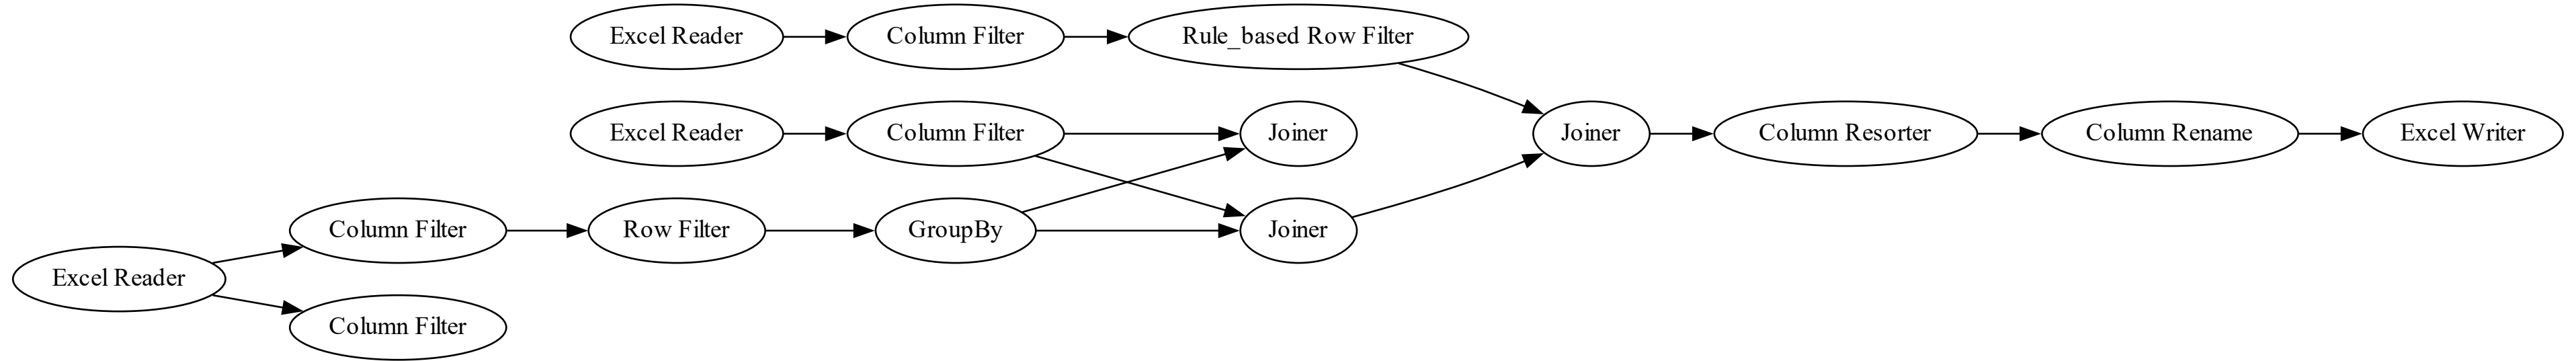 Excel Reader
Column Filter
Rule_based Row Filter
Excel Reader
Column Filter
Joiner
Joiner
Column Resorter
Column Rename
Excel Writer
Column Filter
Row Filter
GroupBy
Joiner
Excel Reader
Column Filter